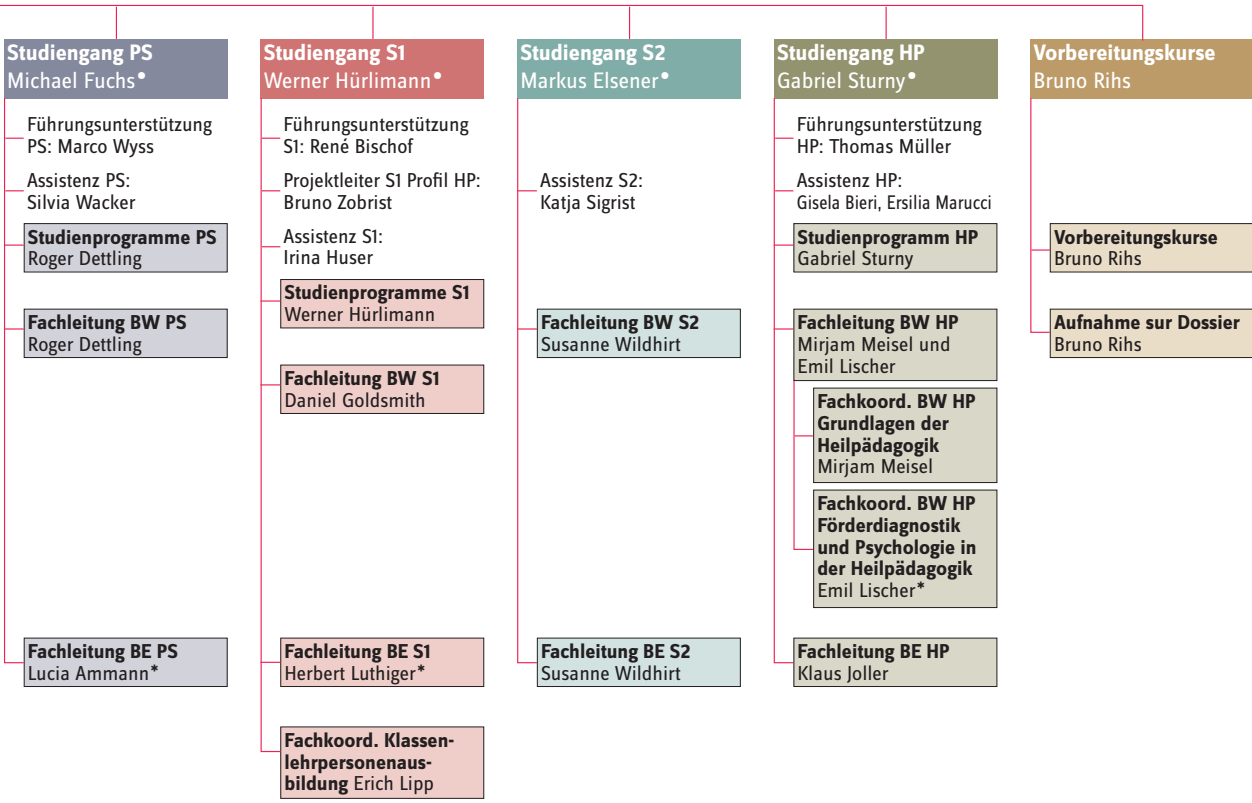 Studiengang PS
Michael Fuchs•
Führungsunterstützung
PS: Marco Wyss
Assistenz PS:
Silvia Wacker
Studienprogramme PS
Roger Dettling
Fachleitung BW PS
Roger Dettling
Fachleitung BE PS
Lucia Ammann*
Studiengang S1
Werner Hürlimann•
Führungsunterstützung
S1: René Bischof
Projektleiter S1 Profil HP:
Bruno Zobrist
Assistenz S1:
Irina Huser
Studienprogramme S1
Werner Hürlimann
Fachleitung BW S1
Daniel Goldsmith
Fachleitung BE S1
Herbert Luthiger*
Fachkoord. Klassen-
lehrpersonenaus-
bildung Erich Lipp
Studiengang S2
Markus Elsener•
Assistenz S2:
Katja Sigrist
Fachleitung BW S2
Susanne Wildhirt
Fachleitung BE S2
Susanne Wildhirt
Studiengang HP
Gabriel Sturny•
Führungsunterstützung
HP: Thomas Müller
Assistenz HP:
Gisela Bieri, Ersilia Marucci
Studienprogramm HP
Gabriel Sturny
Fachleitung BW HP
Mirjam Meisel und
Emil Lischer
Fachkoord. BW HP
Grundlagen der
Heilpädagogik
Mirjam Meisel
Fachkoord. BW HP
Förderdiagnostik
und Psychologie in
der Heilpädagogik
Emil Lischer*
Fachleitung BE HP
Klaus Joller
Vorbereitungskurse
Bruno Rihs
Vorbereitungskurse
Bruno Rihs
Aufnahme sur Dossier
Bruno Rihs